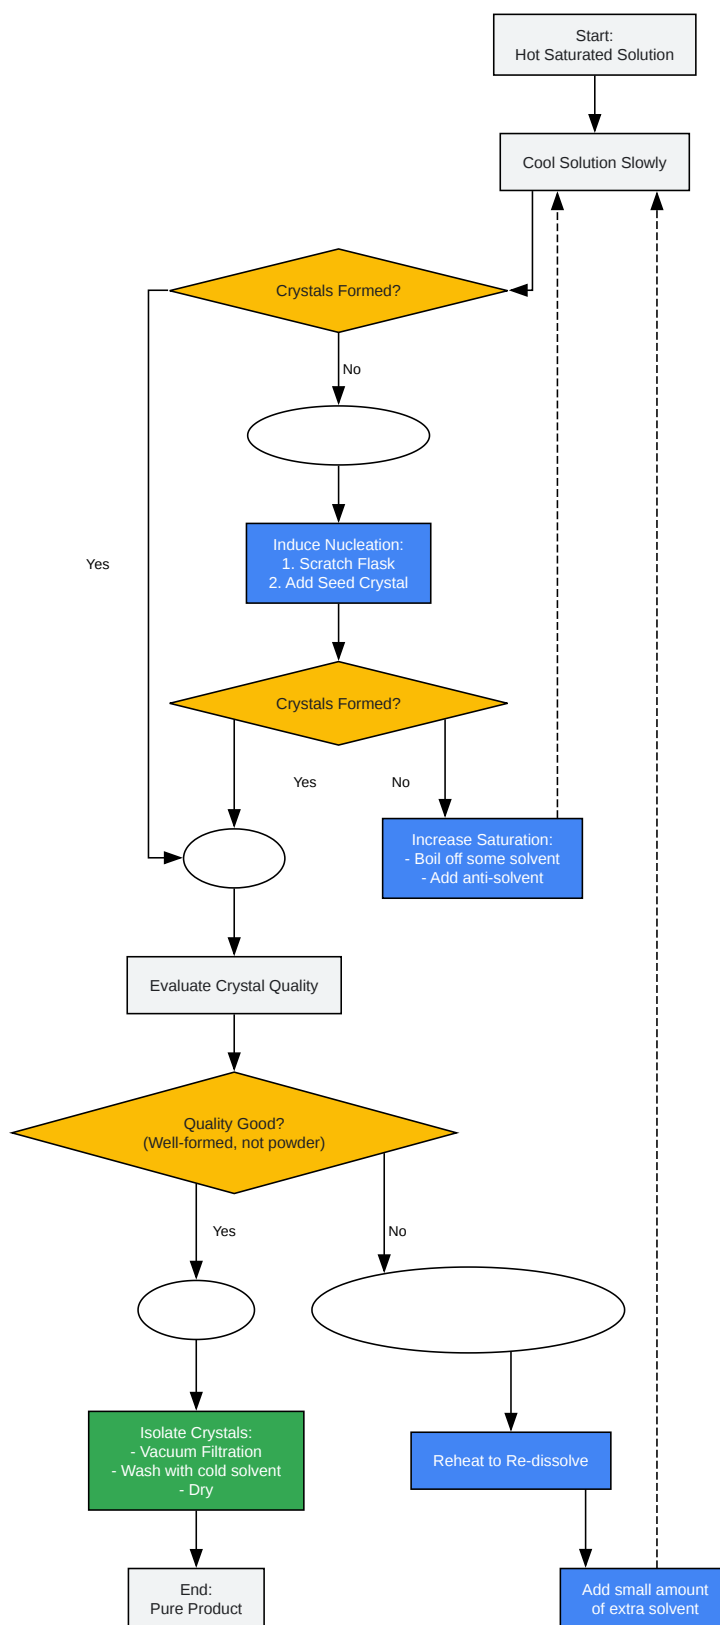 Start:
Hot Saturated Solution
Cool Solution Slowly
Crystals Formed?
No
Induce Nucleation:
1. Scratch Flask
2. Add Seed Crystal
Yes
Crystals Formed?
Yes
No
Increase Saturation:
- Boil off some solvent
- Add anti-solvent
Evaluate Crystal Quality
Quality Good?
(Well-formed, not powder)
Yes
No
Isolate Crystals:
- Vacuum Filtration
- Wash with cold solvent
- Dry
Reheat to Re-dissolve
End:
Pure Product
Add small amount
of extra solvent